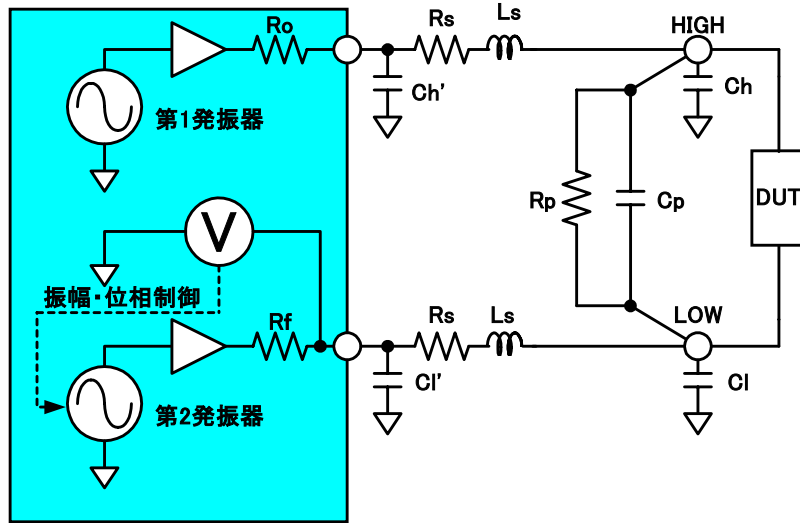 Ro
Rs
Ls
HIGH
Ch'
Ch
第1発振器
Rp
Cp
DUT
V
振幅・位相制御
Rf
Rs
Ls
LOW
Cl'
Cl
第2発振器